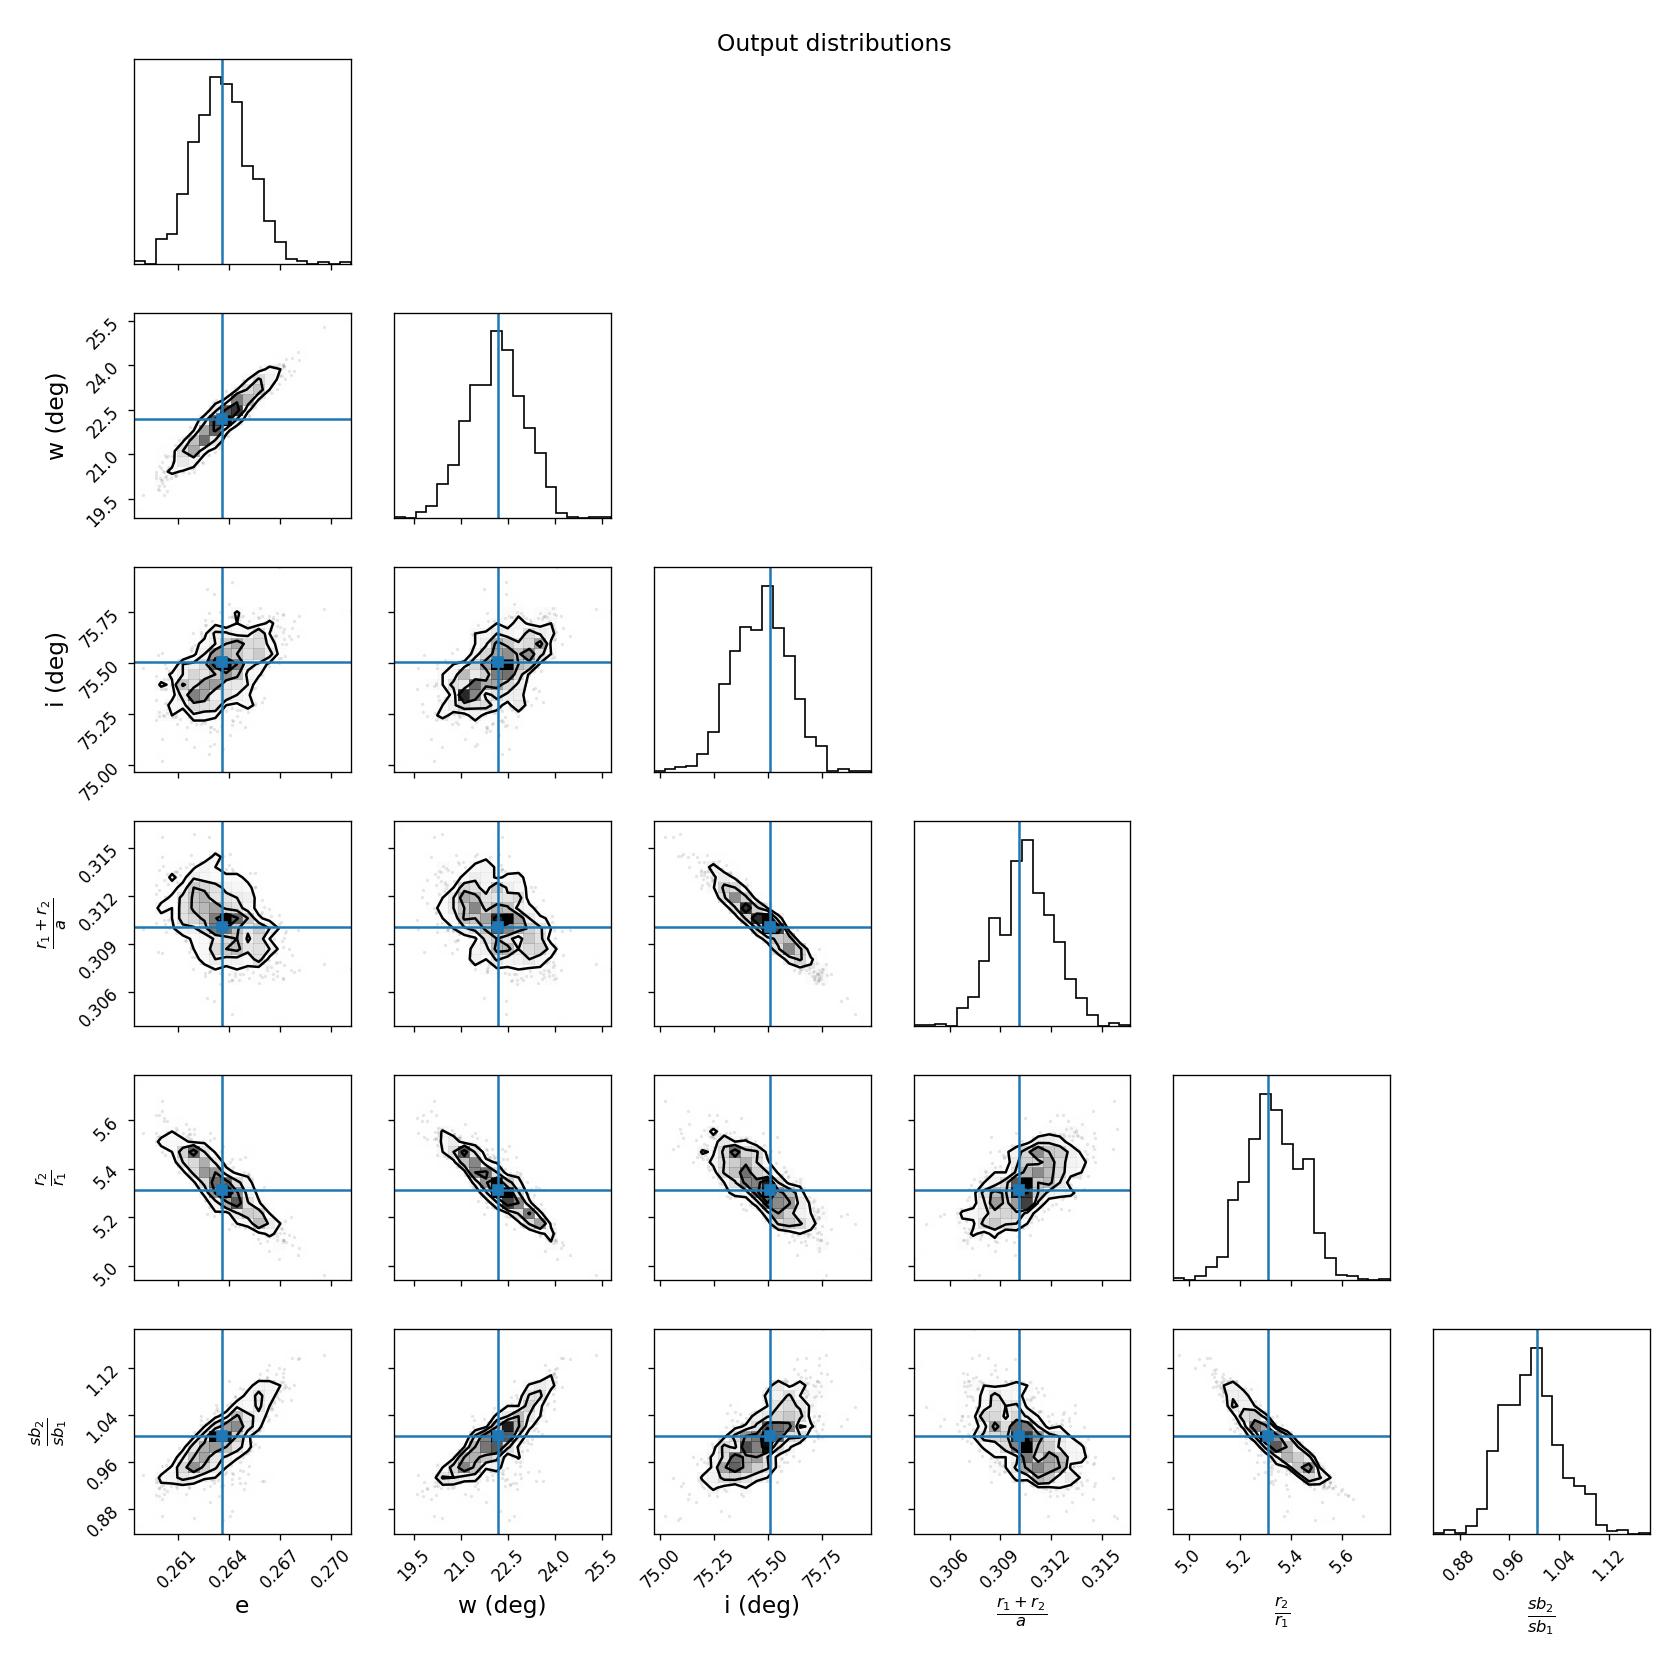 Output distributions
25.5
24.0
22.5
21.0
19.5
w (deg)
75.75
75.50
75.25
75.00
i (deg)
0.315
0.312
0.309
0.306
r₁ + r₂
a
5.6
5.4
5.2
5.0
r₂
r₁
1.12
1.04
0.96
0.88
sb₂
sb₁
0.261 0.264 0.267 0.270 19.5 21.0 22.5 24.0 25.5 75.00 75.25 75.50 75.75 0.306 0.309 0.312 0.315 5.0 5.2 5.4 5.6 0.88 0.96 1.04 1.12
e w (deg) i (deg) r₁ + r₂ / a r₂ / r₁ sb₂ / sb₁